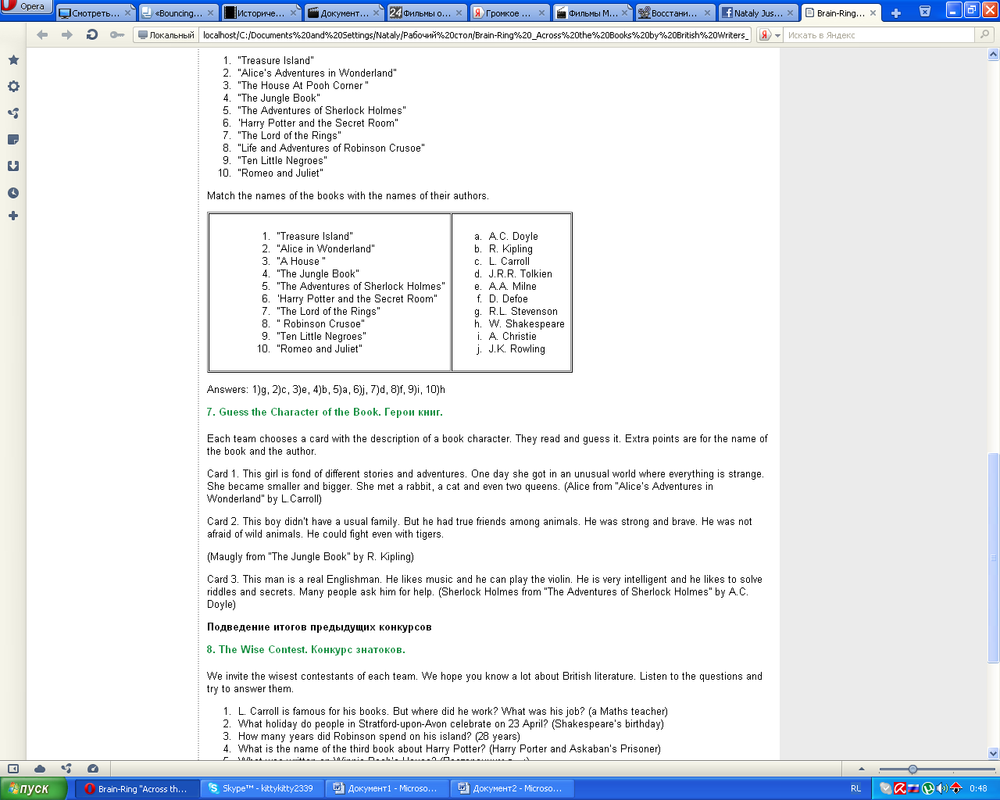 Opera
Смотреть...
«Bouncing...
Историче...
Документ...
Фильмы о...
Громкое ...
Фильмы М...
Восстани...
Nataly Jus...
Brain-Ring...
Локальный localhost/C:/Documents%20and%20Settings/Nataly/Рабочий%20стол/Brain-Ring%20_Across%20the%20Books%20by%20British%20Writers_ Искать в Яндекс
1. "Treasure Island"
2. "Alice's Adventures in Wonderland"
3. "The House At Pooh Corner "
4. "The Jungle Book"
5. "The Adventures of Sherlock Holmes"
6. 'Harry Potter and the Secret Room"
7. "The Lord of the Rings"
8. "Life and Adventures of Robinson Crusoe"
9. "Ten Little Negroes"
10. "Romeo and Juliet"
Match the names of the books with the names of their authors.
1. "Treasure Island"
2. "Alice in Wonderland"
3. "A House "
4. "The Jungle Book"
5. "The Adventures of Sherlock Holmes"
6. 'Harry Potter and the Secret Room"
7. "The Lord of the Rings"
8. " Robinson Crusoe"
9. "Ten Little Negroes"
10. "Romeo and Juliet"
a. A.C. Doyle
b. R. Kipling
c. L. Carroll
d. J.R.R. Tolkien
e. A.A. Milne
f. D. Defoe
g. R.L. Stevenson
h. W. Shakespeare
i. A. Christie
j. J.K. Rowling
Answers: 1)g, 2)c, 3)e, 4)b, 5)a, 6)j, 7)d, 8)f, 9)i, 10)h
7. Guess the Character of the Book. Герои книг.
Each team chooses a card with the description of a book character. They read and guess it. Extra points are for the name of
the book and the author.
Card 1. This girl is fond of different stories and adventures. One day she got in an unusual world where everything is strange.
She became smaller and bigger. She met a rabbit, a cat and even two queens. (Alice from "Alice's Adventures in
Wonderland" by L.Carroll)
Card 2. This boy didn't have a usual family. But he had true friends among animals. He was strong and brave. He was not
afraid of wild animals. He could fight even with tigers.
(Maugly from "The Jungle Book" by R. Kipling)
Card 3. This man is a real Englishman. He likes music and he can play the violin. He is very intelligent and he likes to solve
riddles and secrets. Many people ask him for help. (Sherlock Holmes from "The Adventures of Sherlock Holmes" by A.C.
Doyle)
Подведение итогов предыдущих конкурсов
8. The Wise Contest. Конкурс знатоков.
We invite the wisest contestants of each team. We hope you know a lot about British literature. Listen to the questions and
try to answer them.
1. L. Carroll is famous for his books. But where did he work? What was his job? (a Maths teacher)
2. What holiday do people in Stratford-upon-Avon celebrate on 23 April? (Shakespeare's birthday)
3. How many years did Robinson spend on his island? (28 years)
4. What is the name of the third book about Harry Potter? (Harry Porter and Askaban's Prisoner)
пуск
Brain-Ring "Across th...
Skype™ - kittykitty2339
Документ1 - Microso...
Документ2 - Microso...
RL
0:48